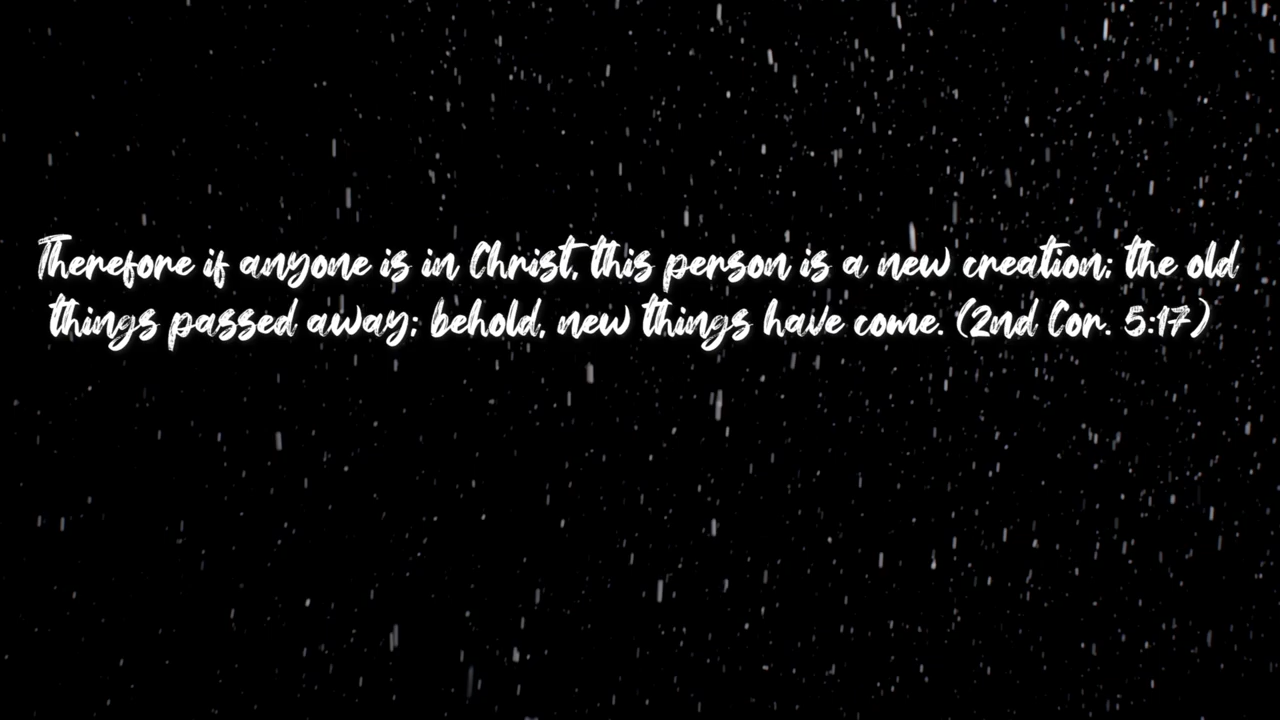 Therefore if anyone is in Christ, this person is a new creation; the old
things passed away; behold, new things have come. (2nd Cor. 5:17)